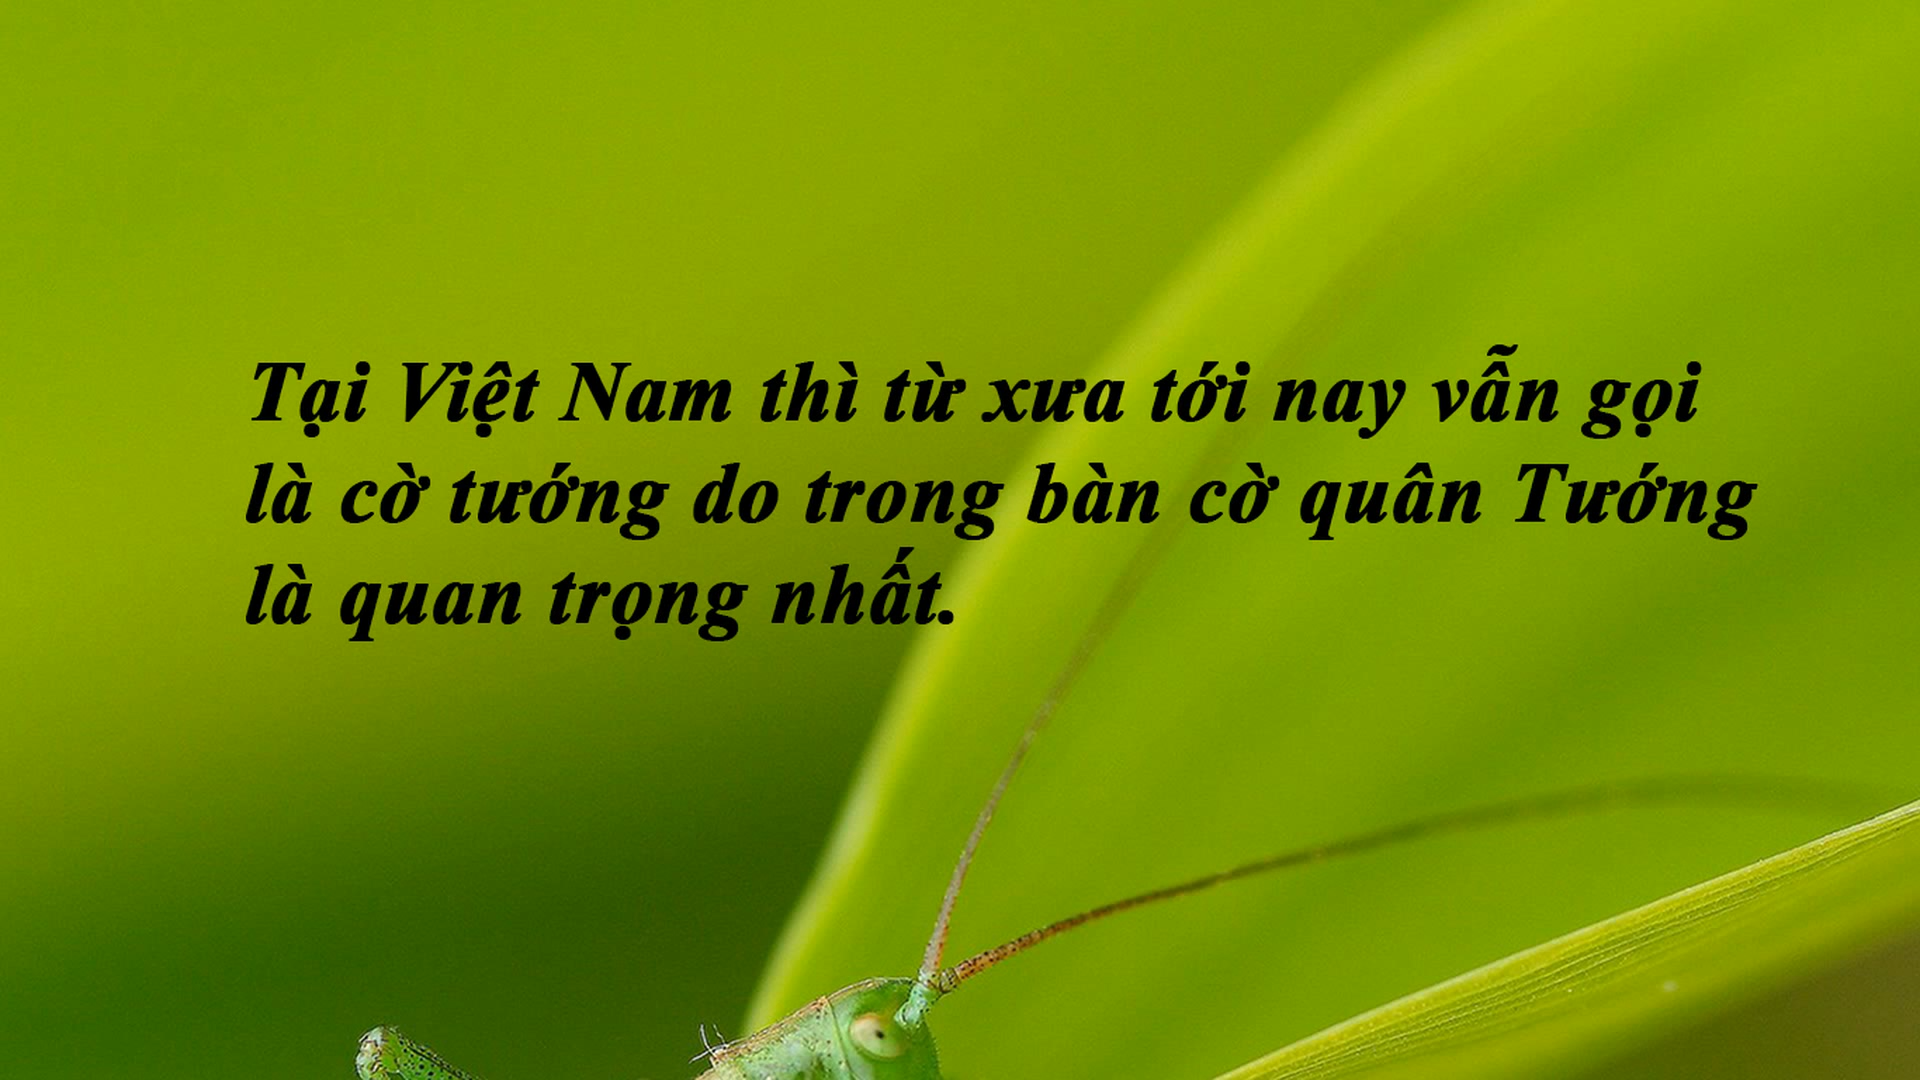 Tại Việt Nam thì từ xưa tới nay vẫn gọi
là cờ tướng do trong bàn cờ quân Tướng
là quan trọng nhất.